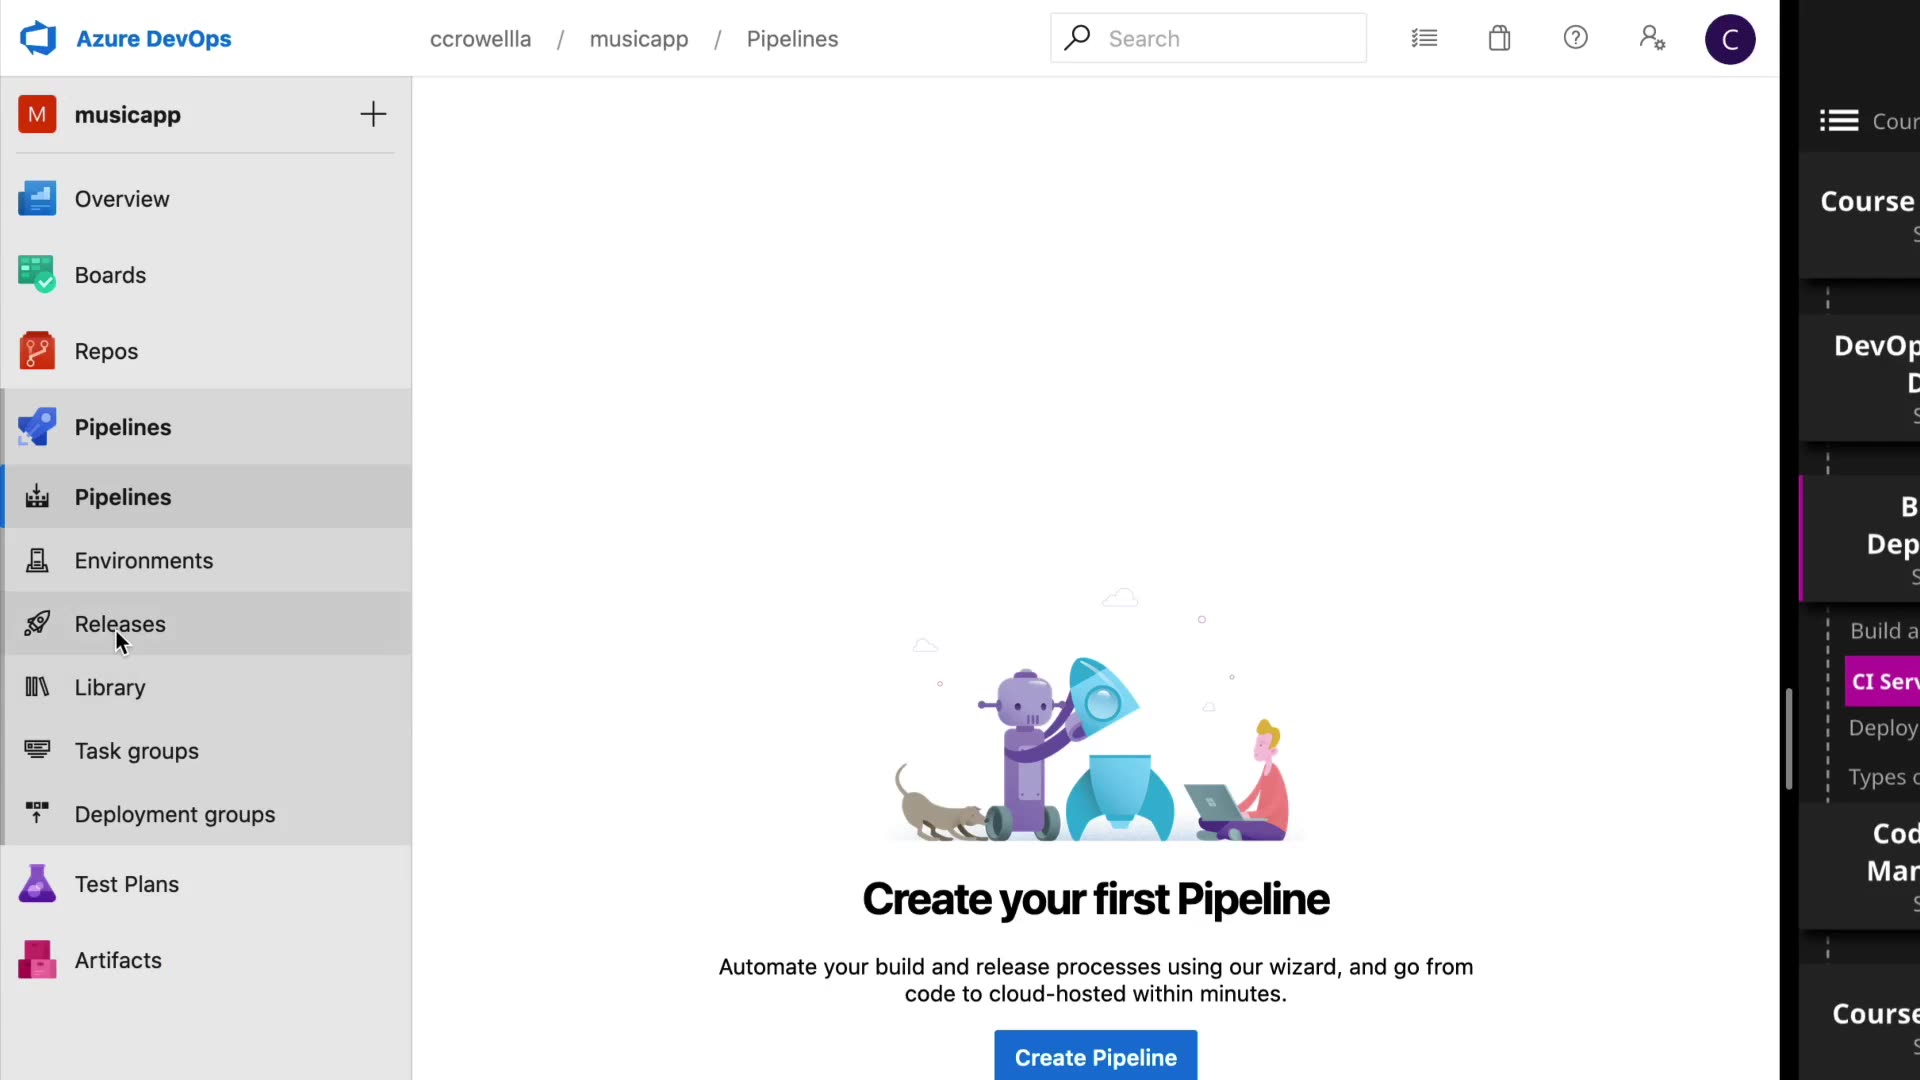 Azure DevOps
ccrowellla / musicapp / Pipelines
Search
C
M musicapp
Overview
Boards
Repos
Pipelines
Pipelines
Environments
Releases
Library
Task groups
Deployment groups
Test Plans
Artifacts
Create your first Pipeline
Automate your build and release processes using our wizard, and go from
code to cloud-hosted within minutes.
Create Pipeline
Cour
Course
S
DevOp
D
S
B
Dep
S
Build a
CI Serv
Deploy
Types o
Cod
Man
S
Course
S